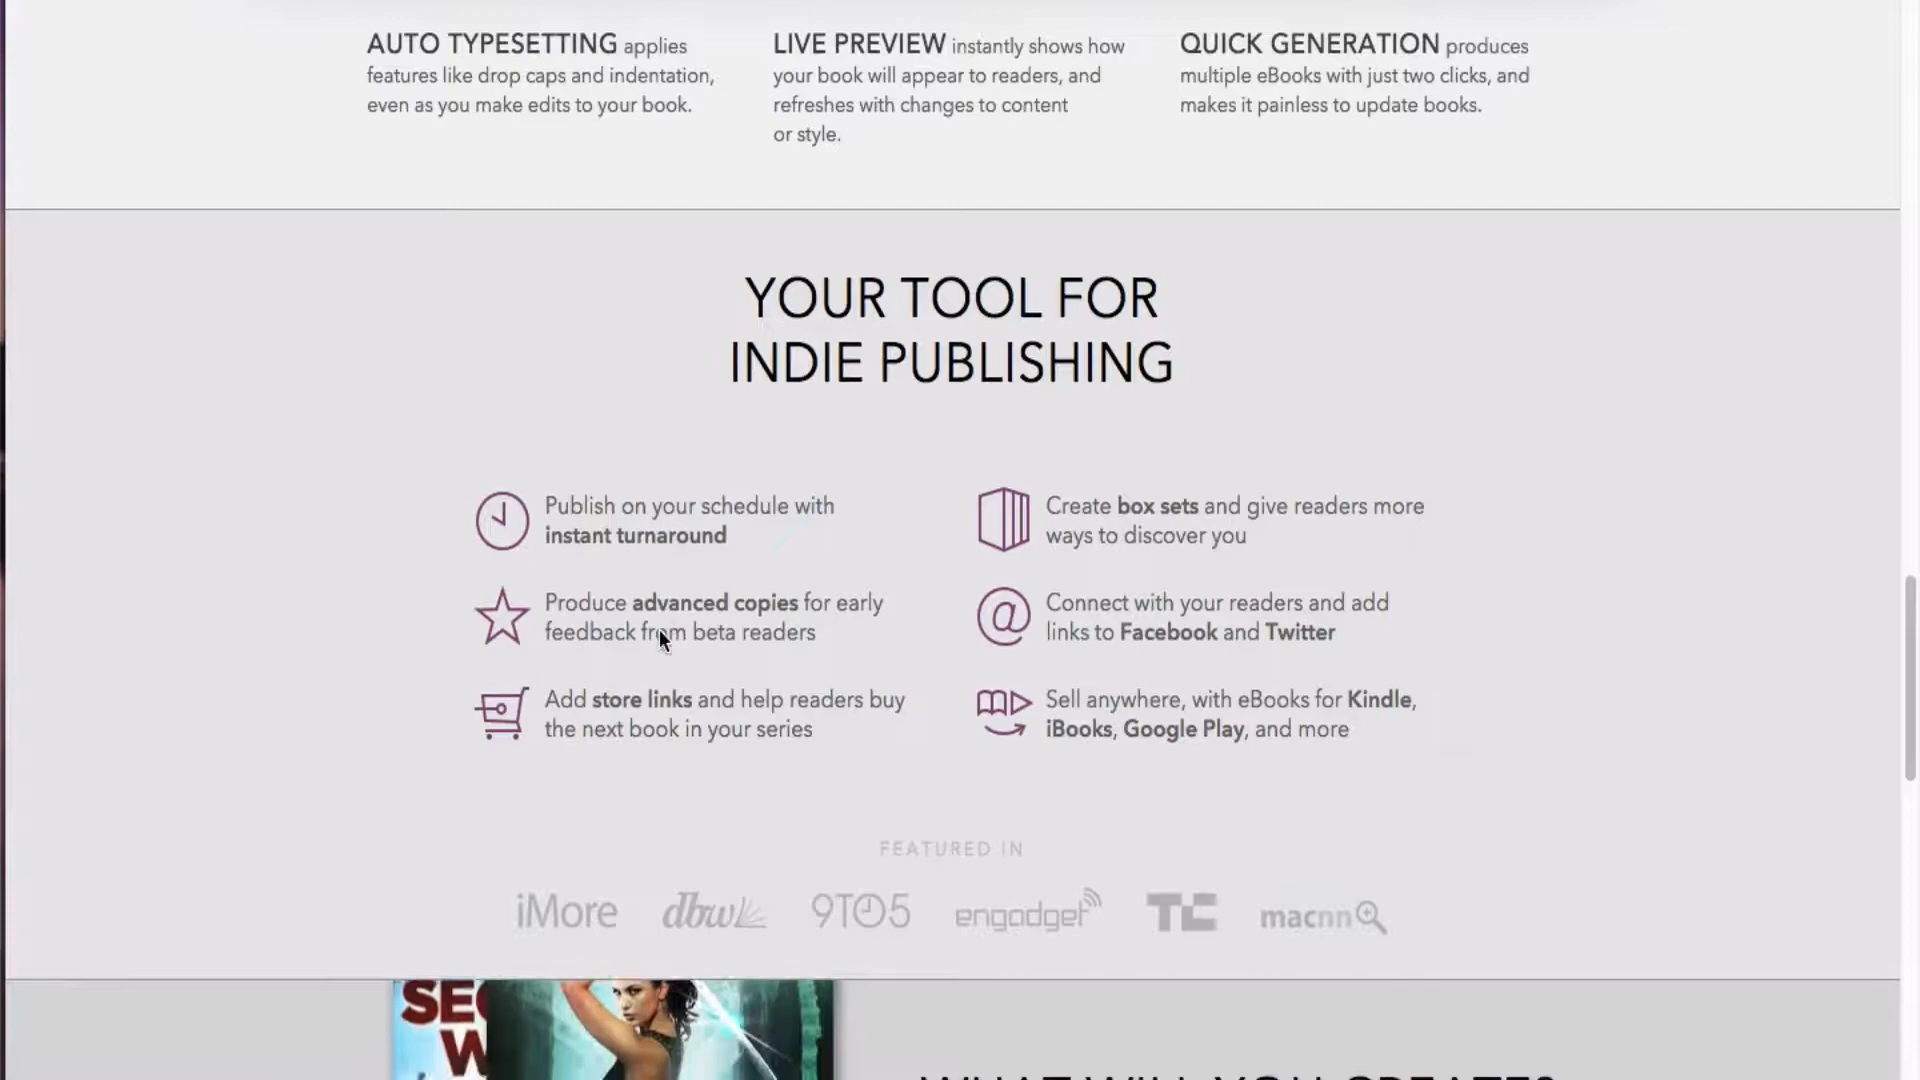 AUTO TYPESETTING applies
features like drop caps and indentation,
even as you make edits to your book.
LIVE PREVIEW instantly shows how
your book will appear to readers, and
refreshes with changes to content
or style.
QUICK GENERATION produces
multiple eBooks with just two clicks, and
makes it painless to update books.
YOUR TOOL FOR
INDIE PUBLISHING
Publish on your schedule with
instant turnaround
Create box sets and give readers more
ways to discover you
Produce advanced copies for early
feedback from beta readers
Connect with your readers and add
links to Facebook and Twitter
Add store links and help readers buy
the next book in your series
Sell anywhere, with eBooks for Kindle,
iBooks, Google Play, and more
FEATURED IN
iMore dbw 9TO5 engadget TC macnn
WHAT WILL YOU CREATE?